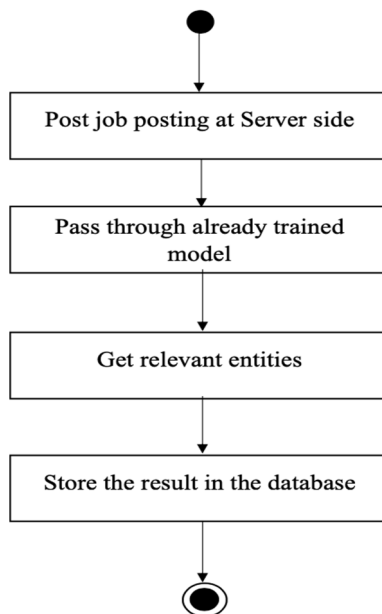 Post job posting at Server side
Pass through already trained
model
Get relevant entities
Store the result in the database